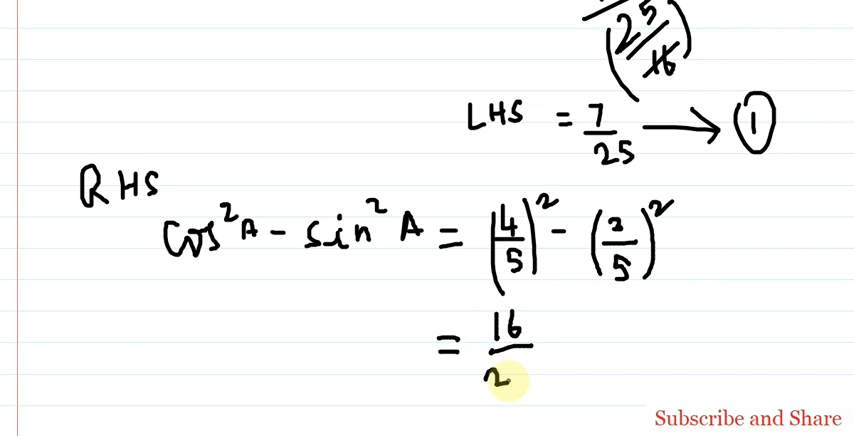 (25/16)
LHS = 7/25 → ①
RHS
cos²A - sin²A = (4/5)² - (3/5)²
= 16/2
Subscribe and Share